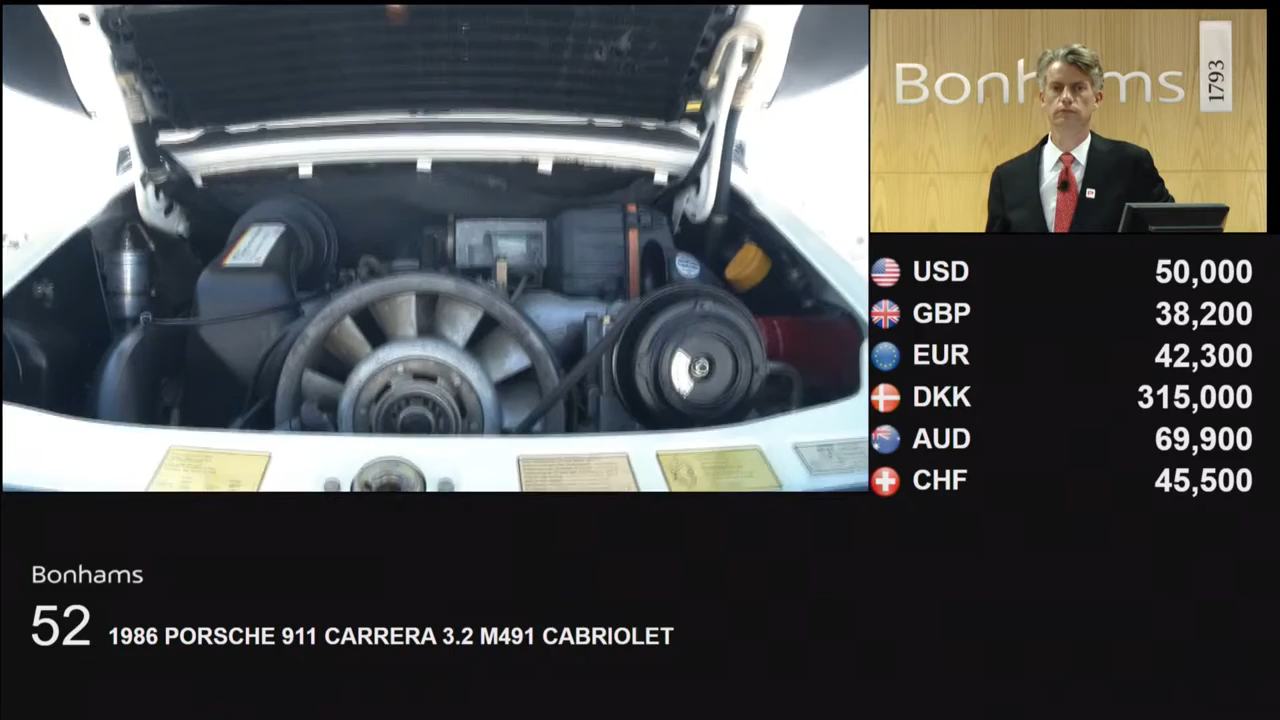 Bonhams
1793
USD 50,000
GBP 38,200
EUR 42,300
DKK 315,000
AUD 69,900
CHF 45,500
Bonhams
52 1986 PORSCHE 911 CARRERA 3.2 M491 CABRIOLET